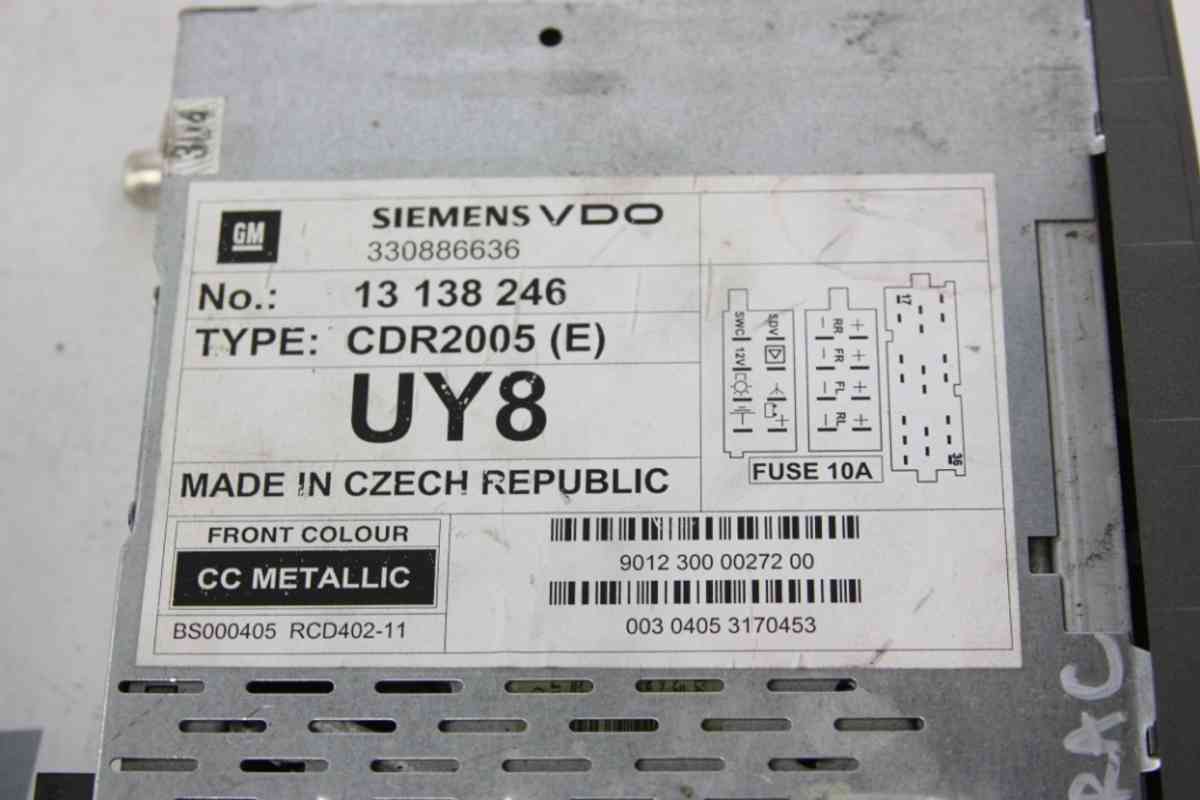 304
GM
SIEMENS VDO
330886636
No.: 13 138 246
TYPE: CDR2005 (E)
UY8
MADE IN CZECH REPUBLIC
SWC 12V
SDV
RR FR FL RL
17
36
FUSE 10A
FRONT COLOUR
CC METALLIC
BS000405 RCD402-11
9012 300 00272 00
003 0405 3170453